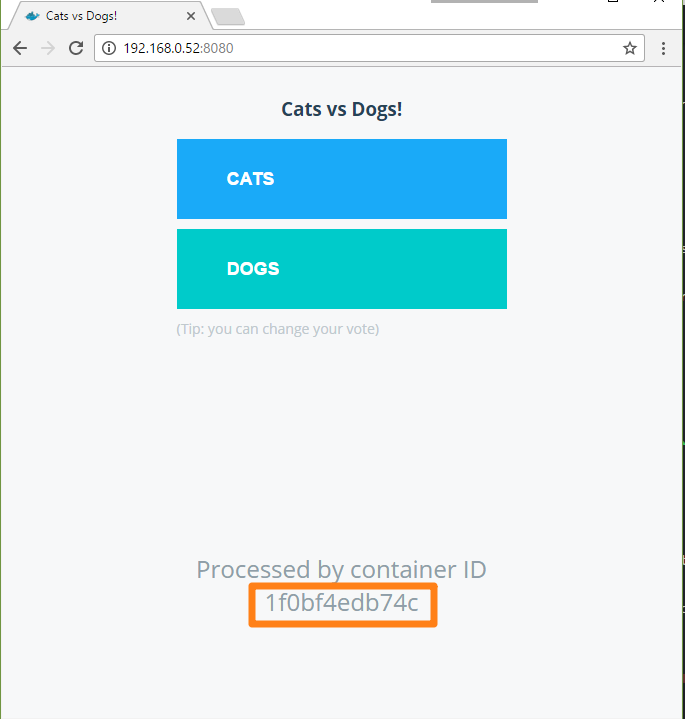 Cats vs Dogs!
192.168.0.52:8080
Cats vs Dogs!
CATS
DOGS
(Tip: you can change your vote)
Processed by container ID
1f0bf4edb74c